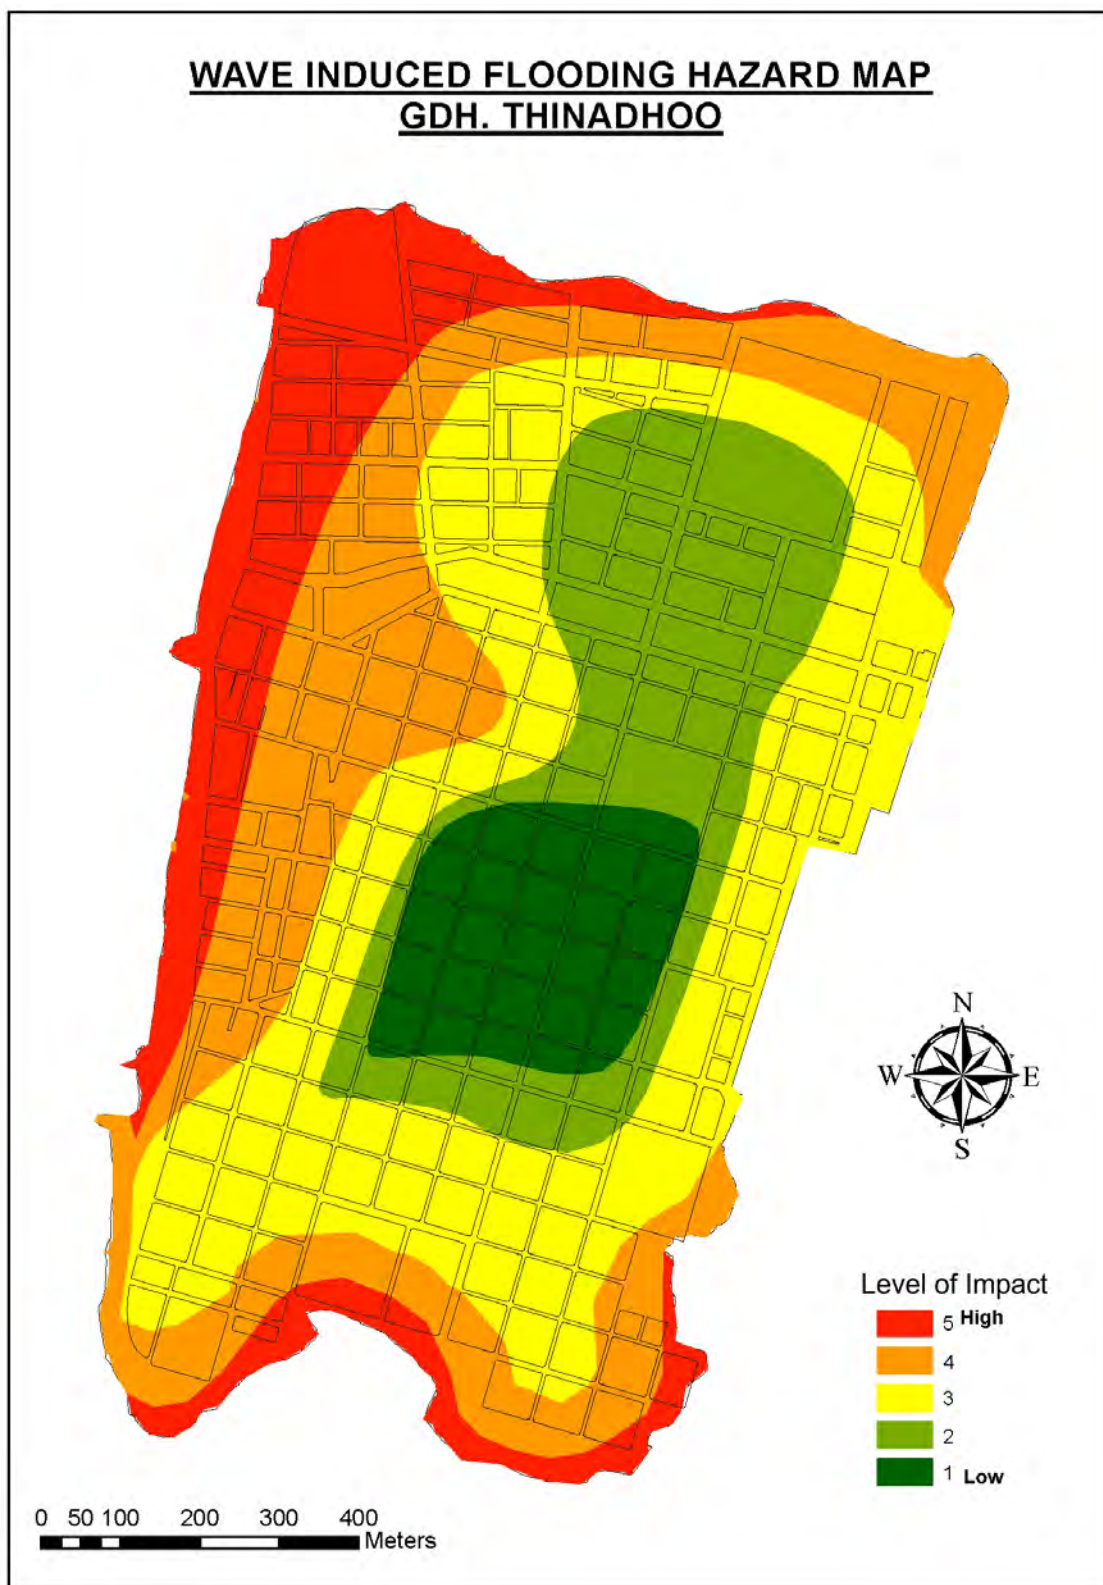 WAVE INDUCED FLOODING HAZARD MAP
GDH. THINADHOO
N
W
E
S
Level of Impact
5 High
4
3
2
1 Low
0 50 100 200 300 400
Meters